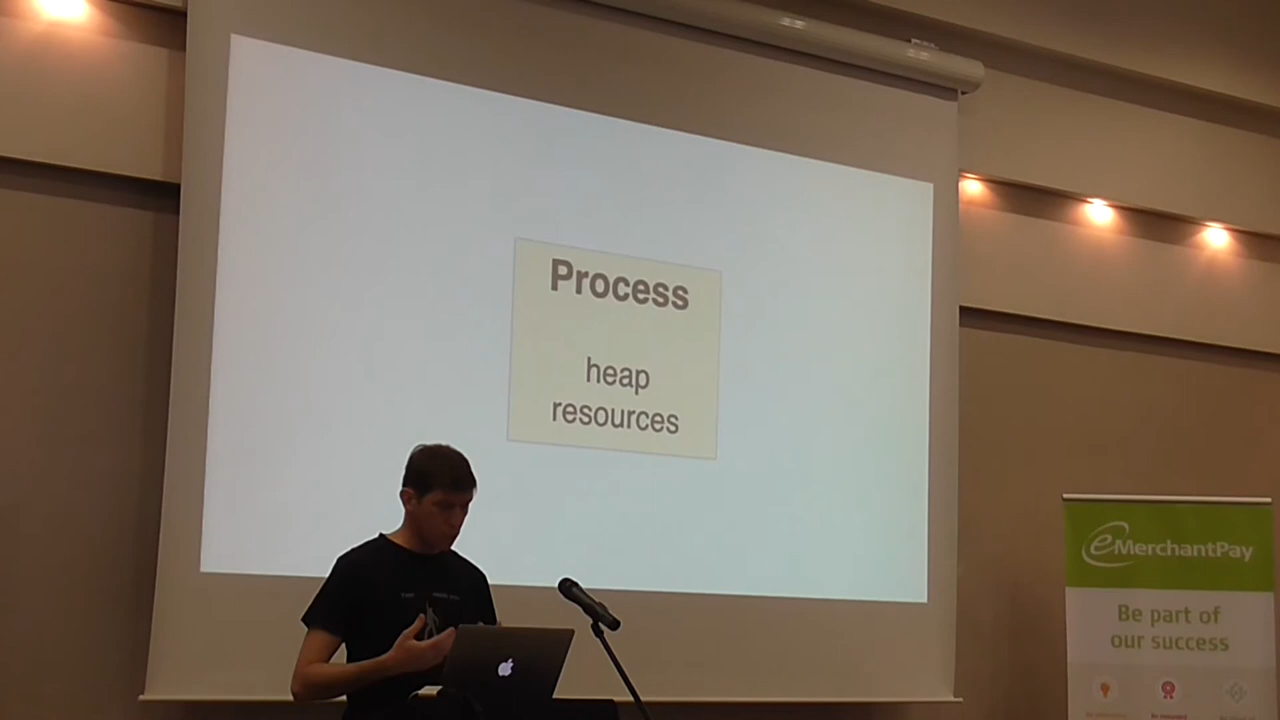 Process
heap
resources
eMerchantPay
Be part of
our success